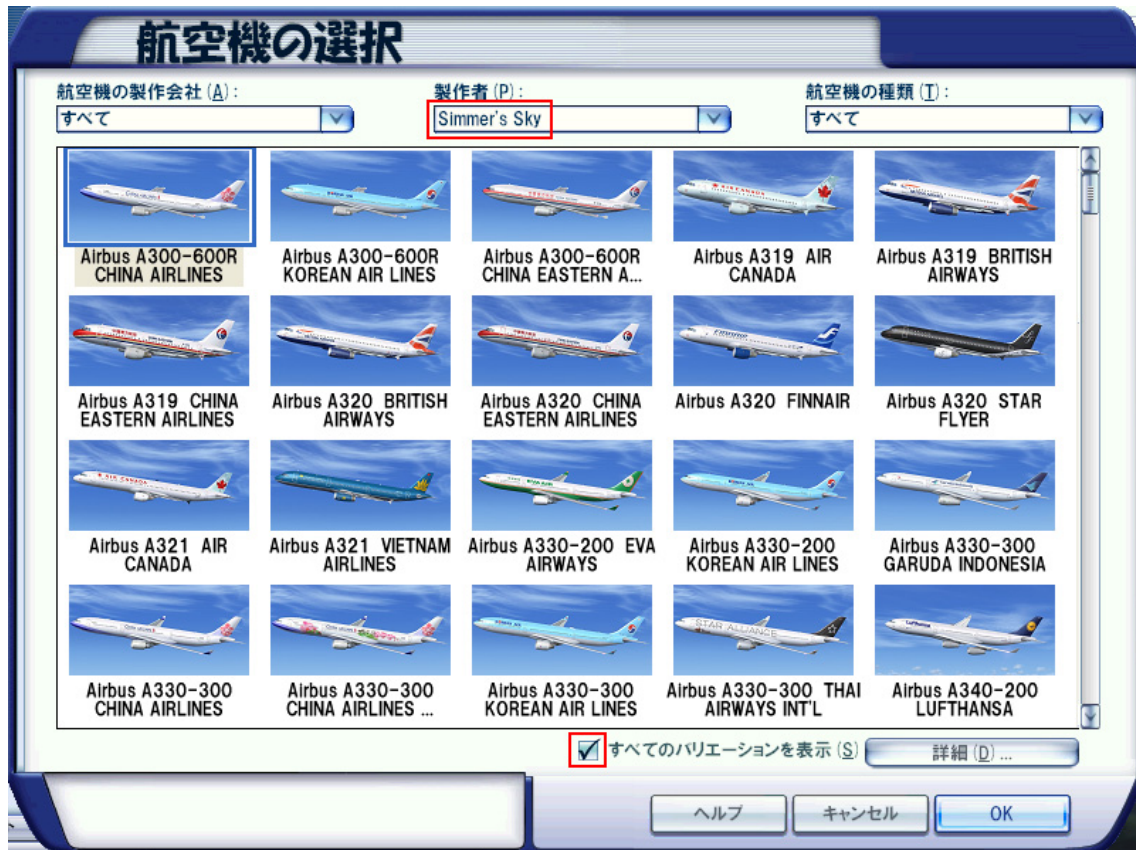 航空機の選択
航空機の製作会社(A):
製作者(P):
航空機の種類(T):
すべて
Simmer's Sky
すべて
Airbus A300-600R
CHINA AIRLINES
Airbus A300-600R
KOREAN AIR LINES
Airbus A300-600R
CHINA EASTERN A...
Airbus A319 AIR
CANADA
Airbus A319 BRITISH
AIRWAYS
Airbus A319 CHINA
EASTERN AIRLINES
Airbus A320 BRITISH
AIRWAYS
Airbus A320 CHINA
EASTERN AIRLINES
Airbus A320 FINNAIR
Airbus A320 STAR
FLYER
Airbus A321 AIR
CANADA
Airbus A321 VIETNAM
AIRLINES
Airbus A330-200 EVA
AIRWAYS
Airbus A330-200
KOREAN AIR LINES
Airbus A330-300
GARUDA INDONESIA
STAR ALLIANCE
Airbus A330-300
CHINA AIRLINES
Airbus A330-300
CHINA AIRLINES ...
Airbus A330-300
KOREAN AIR LINES
Airbus A330-300 THAI
AIRWAYS INT'L
Airbus A340-200
LUFTHANSA
すべてのバリエーションを表示(S)
詳細(D)...
ヘルプ
キャンセル
OK